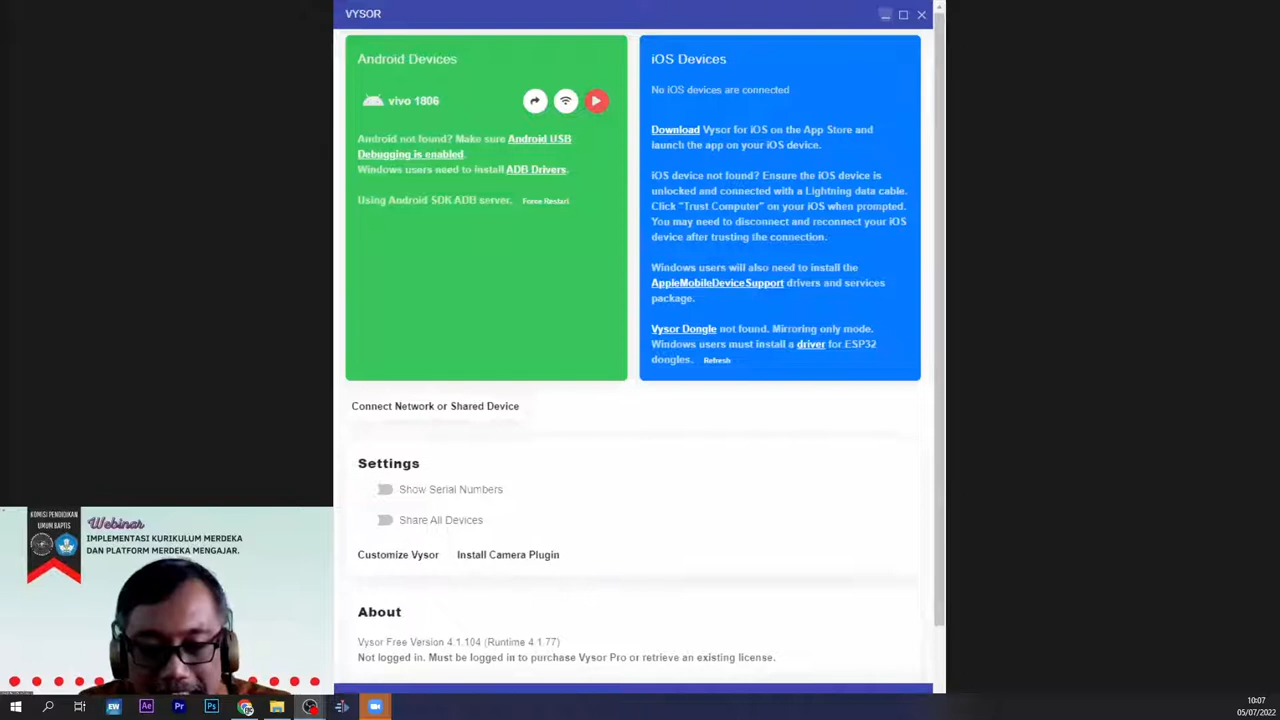 VYSOR
Android Devices
vivo 1806
Android not found? Make sure Android USB
Debugging is enabled.
Windows users need to install ADB Drivers.
Using Android SDK ADB server. Force Restart
iOS Devices
No iOS devices are connected
Download Vysor for iOS on the App Store and
launch the app on your iOS device.
iOS device not found? Ensure the iOS device is
unlocked and connected with a Lightning data cable.
Click "Trust Computer" on your iOS when prompted.
You may need to disconnect and reconnect your iOS
device after trusting the connection.
Windows users will also need to install the
AppleMobileDeviceSupport drivers and services
package.
Vysor Dongle not found. Mirroring only mode.
Windows users must install a driver for ESP32
dongles. Refresh
Connect Network or Shared Device
Settings
Show Serial Numbers
Share All Devices
Customize Vysor Install Camera Plugin
About
Vysor Free Version 4.1.104 (Runtime 4.1.77)
Not logged in. Must be logged in to purchase Vysor Pro or retrieve an existing license.
KOMISI PENDIDIKAN
UMUM BAPTIS
Webinar
IMPLEMENTASI KURIKULUM MERDEKA
DAN PLATFORM MERDEKA MENGAJAR.
EW
Ae
Pr
Ps
10:07
05/07/2022